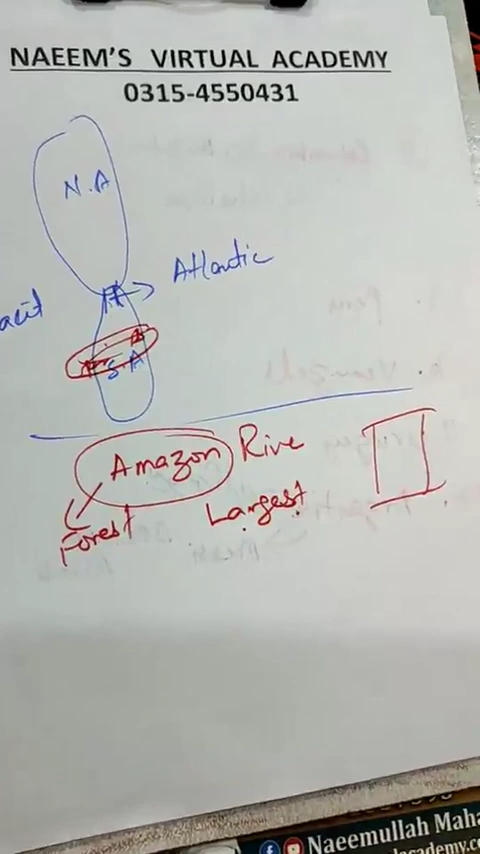 NAEEM'S VIRTUAL ACADEMY
0315-4550431
N.A
Atlantic
S.A
Amazon Rive
Forest
Largest
Naeemullah Maha